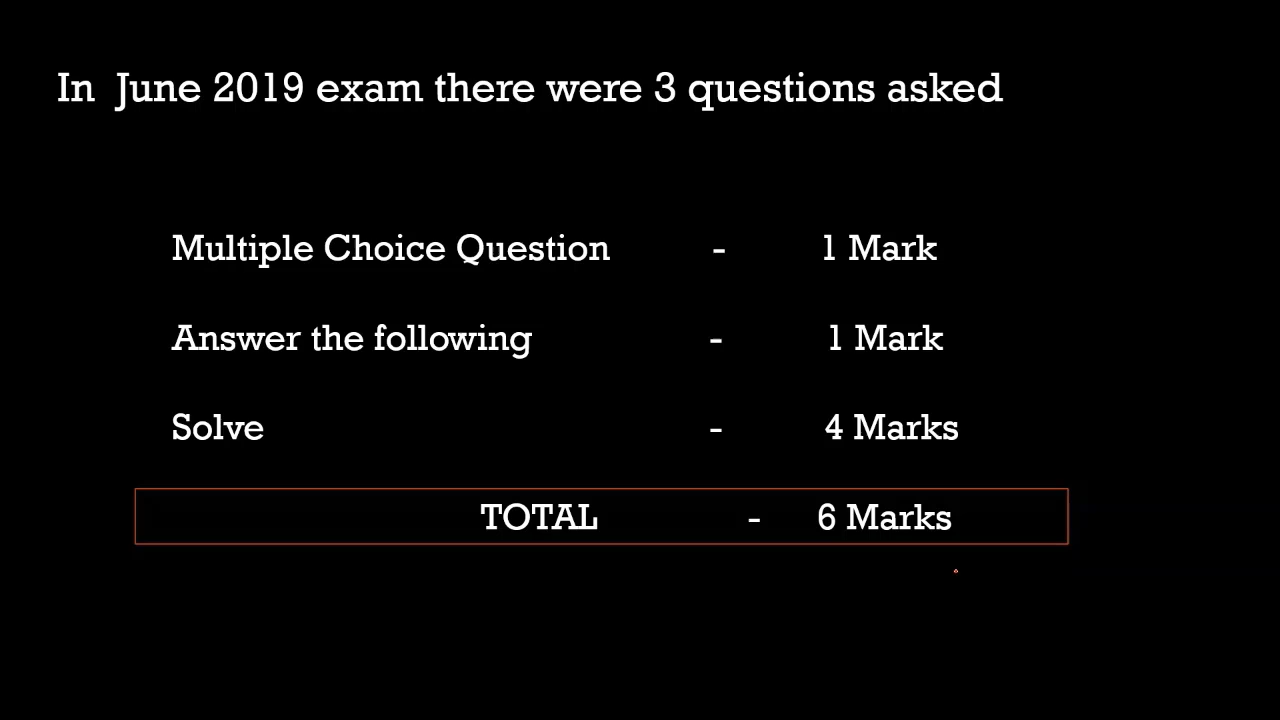 In June 2019 exam there were 3 questions asked
Multiple Choice Question - 1 Mark
Answer the following - 1 Mark
Solve - 4 Marks
TOTAL - 6 Marks